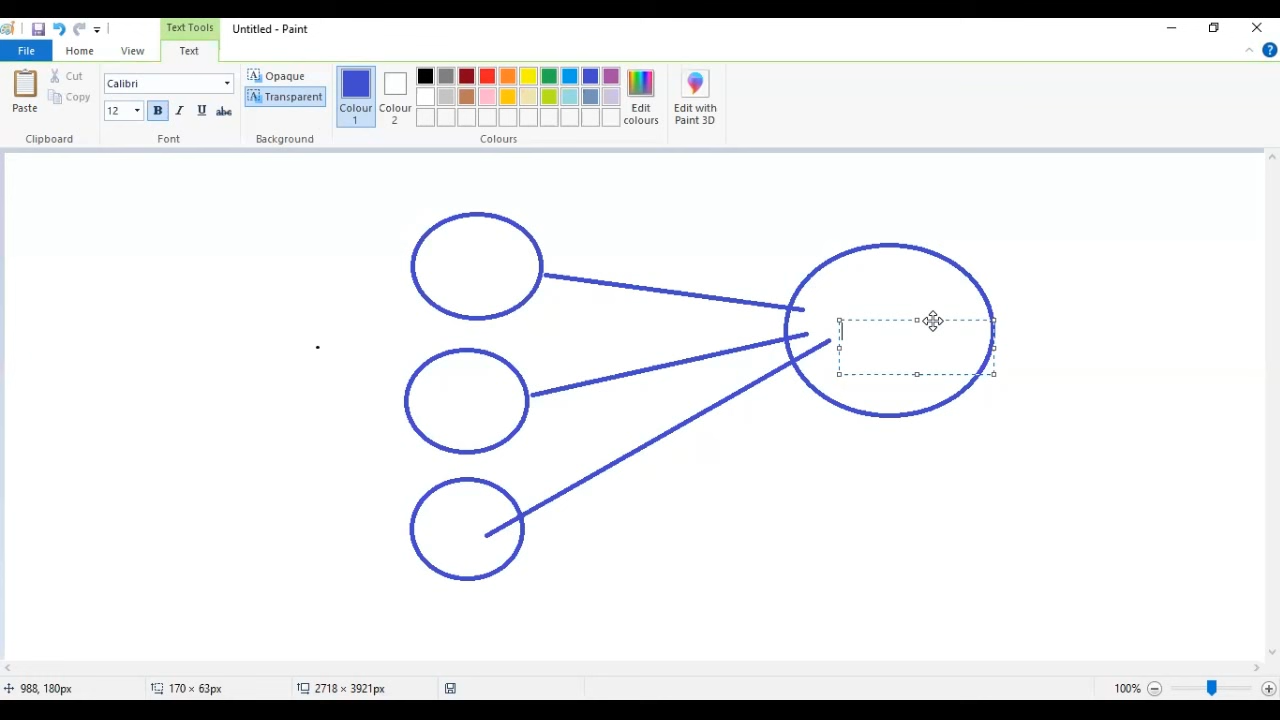 Text Tools
Untitled - Paint
File
Home
View
Text
Paste
Cut
Copy
Clipboard
Calibri
12
B
I
U
abc
Font
Opaque
Transparent
Background
Colour
1
Colour
2
Edit
colours
Colours
Edit with
Paint 3D
988, 180px
170 × 63px
2718 × 3921px
100%